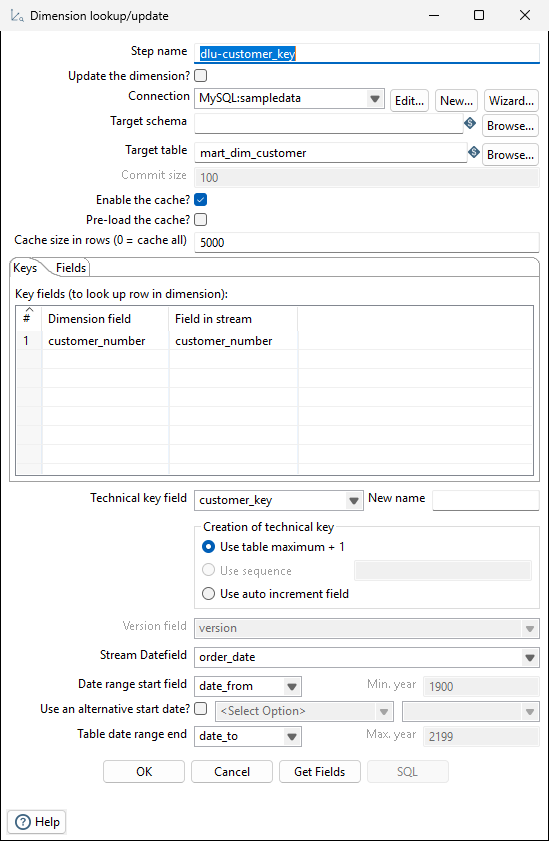 Dimension lookup/update
Step name dlu-customer_key
Update the dimension?
Connection MySQL:sampledata Edit... New... Wizard...
Target schema Browse...
Target table mart_dim_customer Browse...
Commit size 100
Enable the cache?
Pre-load the cache?
Cache size in rows (0 = cache all) 5000
Keys Fields
Key fields (to look up row in dimension):
# Dimension field Field in stream
1 customer_number customer_number
Technical key field customer_key New name
Creation of technical key
Use table maximum + 1
Use sequence
Use auto increment field
Version field version
Stream Datefield order_date
Date range start field date_from Min. year 1900
Use an alternative start date? <Select Option>
Table date range end date_to Max. year 2199
OK Cancel Get Fields SQL
Help